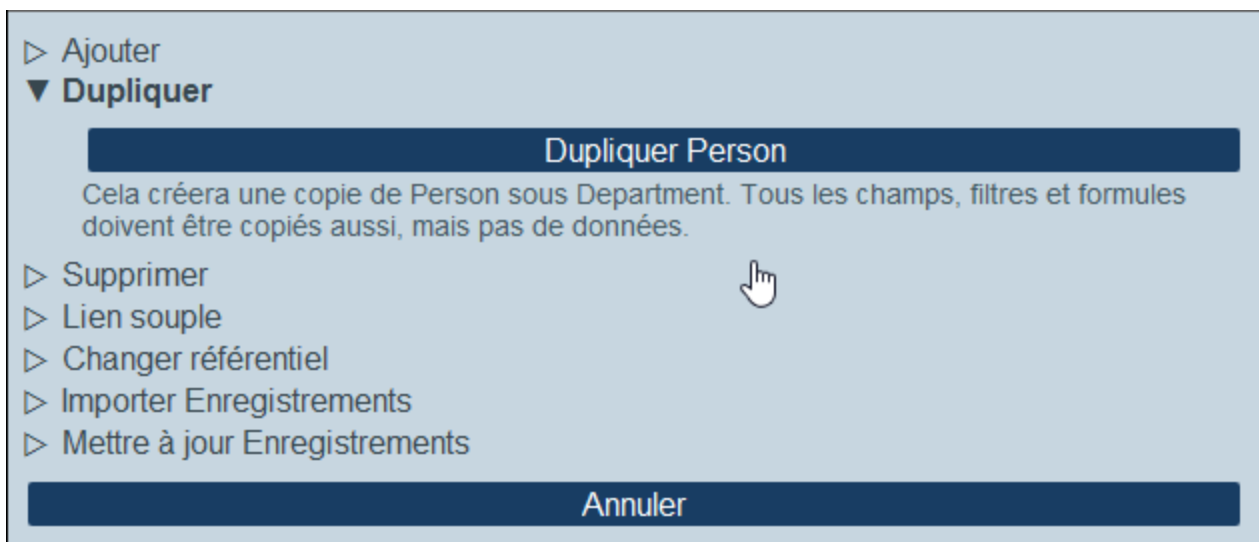 Ajouter
Dupliquer
Dupliquer Person
Cela créera une copie de Person sous Department. Tous les champs, filtres et formules
doivent être copiés aussi, mais pas de données.
Supprimer
Lien souple
Changer référentiel
Importer Enregistrements
Mettre à jour Enregistrements
Annuler